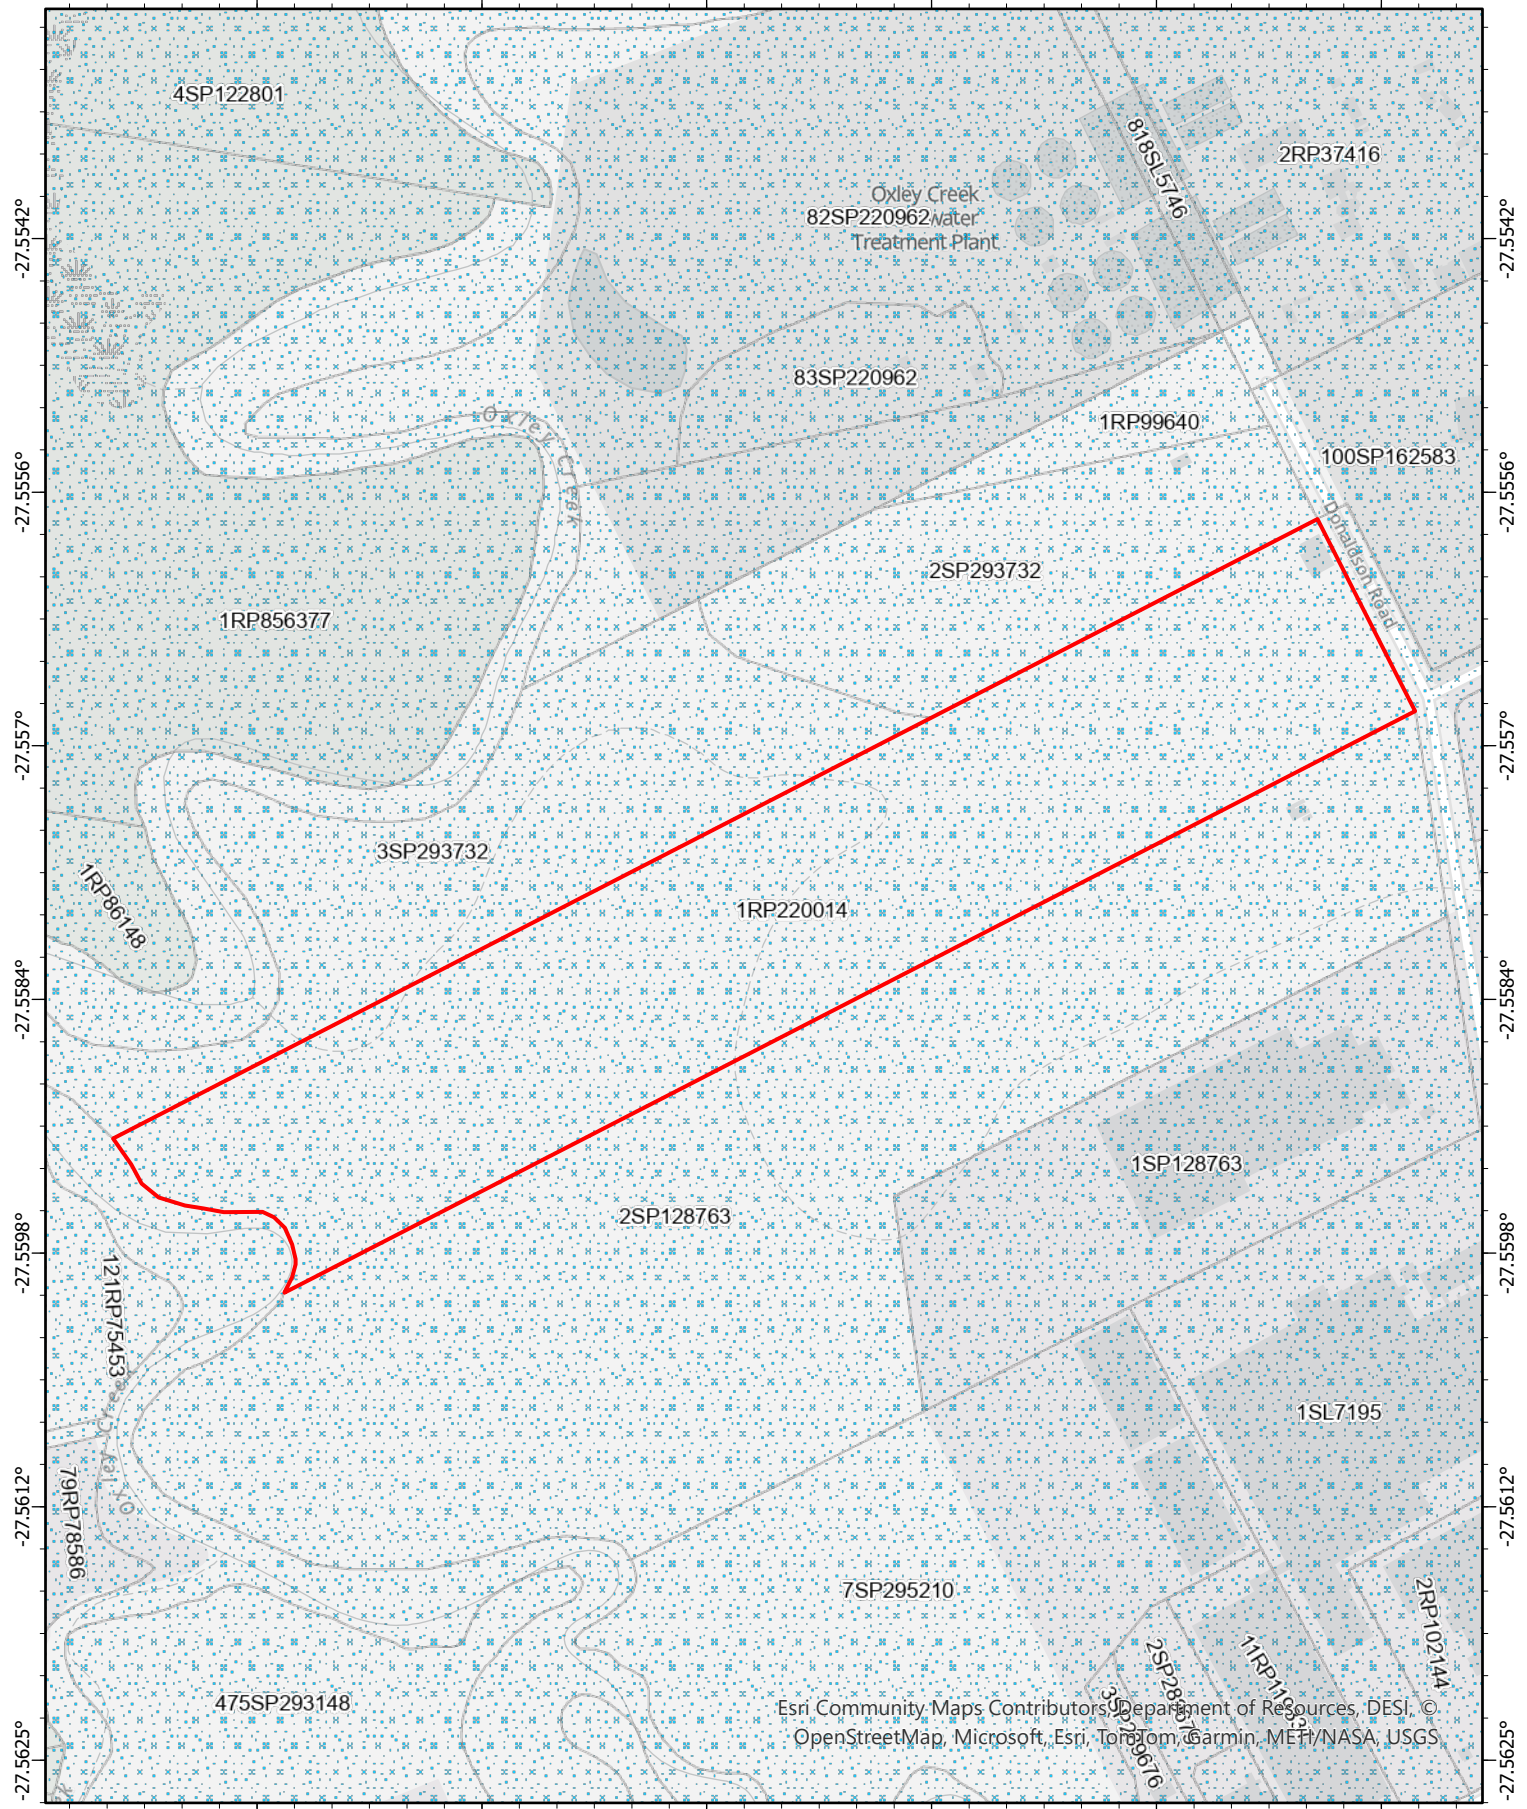 4SP122801
818SL5746
2RP37416
Oxley Creek
82SP220962
water
Treatment Plant
-27.5542°
-27.5542°
83SP220962
Oxley Creek
1RP99640
100SP162583
-27.5556°
-27.5556°
Donaldson Road
2SP293732
1RP856377
-27.557°
-27.557°
3SP293732
1RP86148
1RP220014
-27.5584°
-27.5584°
1SP128763
2SP128763
-27.5598°
-27.5598°
121RP75453
Oxley Creek
1SL7195
79RP78586
-27.5612°
-27.5612°
7SP295210
2RP102144
475SP293148
Esri Community Maps Contributors, Department of Resources, DESI, ©
OpenStreetMap, Microsoft, Esri, TomTom, Garmin, METI/NASA, USGS
-27.5625°
-27.5625°